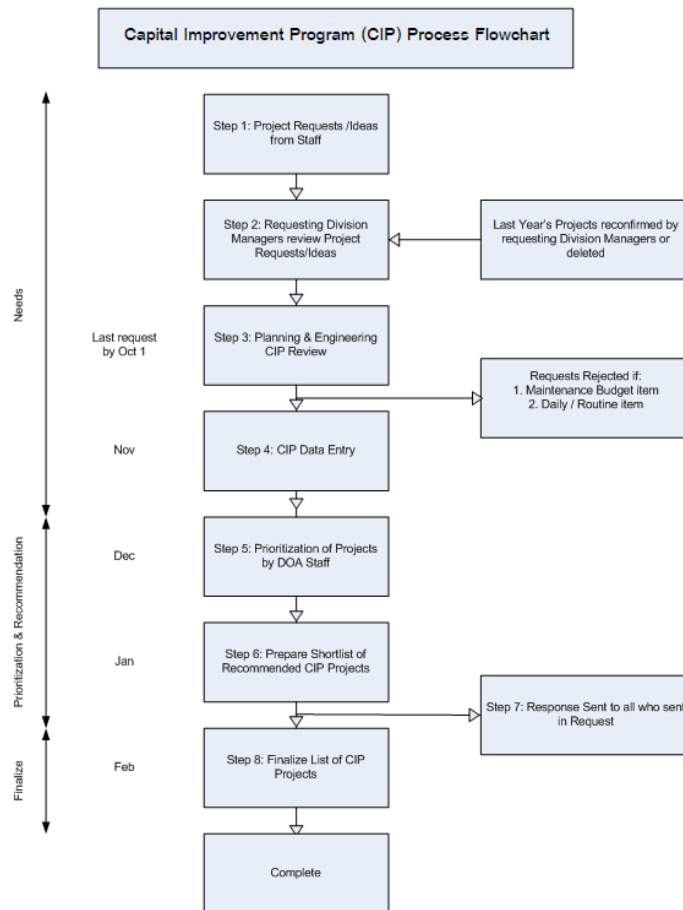 Capital Improvement Program (CIP) Process Flowchart
Step 1: Project Requests /Ideas
from Staff
Step 2: Requesting Division
Managers review Project
Requests/Ideas
Last Year's Projects reconfirmed by
requesting Division Managers or
deleted
Needs
Last request
by Oct 1
Step 3: Planning & Engineering
CIP Review
Requests Rejected if:
1. Maintenance Budget item
2. Daily / Routine item
Nov
Step 4: CIP Data Entry
Prioritization & Recommendation
Dec
Step 5: Prioritization of Projects
by DOA Staff
Jan
Step 6: Prepare Shortlist of
Recommended CIP Projects
Step 7: Response Sent to all who sent
in Request
Finalize
Feb
Step 8: Finalize List of CIP
Projects
Complete